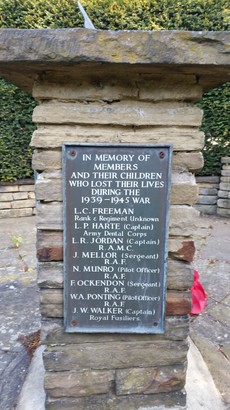 IN MEMORY OF
MEMBERS
AND THEIR CHILDREN
WHO LOST THEIR LIVES
DURING THE
1939-1945 WAR
L.C. FREEMAN
Rank & Regiment Unknown
L.P. HARTE (Captain)
Army Dental Corps
L.R. JORDAN (Captain)
R.A.M.C.
J. MELLOR (Sergeant)
R.A.F.
N. MUNRO (Pilot Officer)
R.A.F.
F. OCKENDON (Sergeant)
R.A.F.
W.A. PONTING (Pilot Officer)
R.A.F.
J.W. WALKER (Captain)
Royal Fusiliers